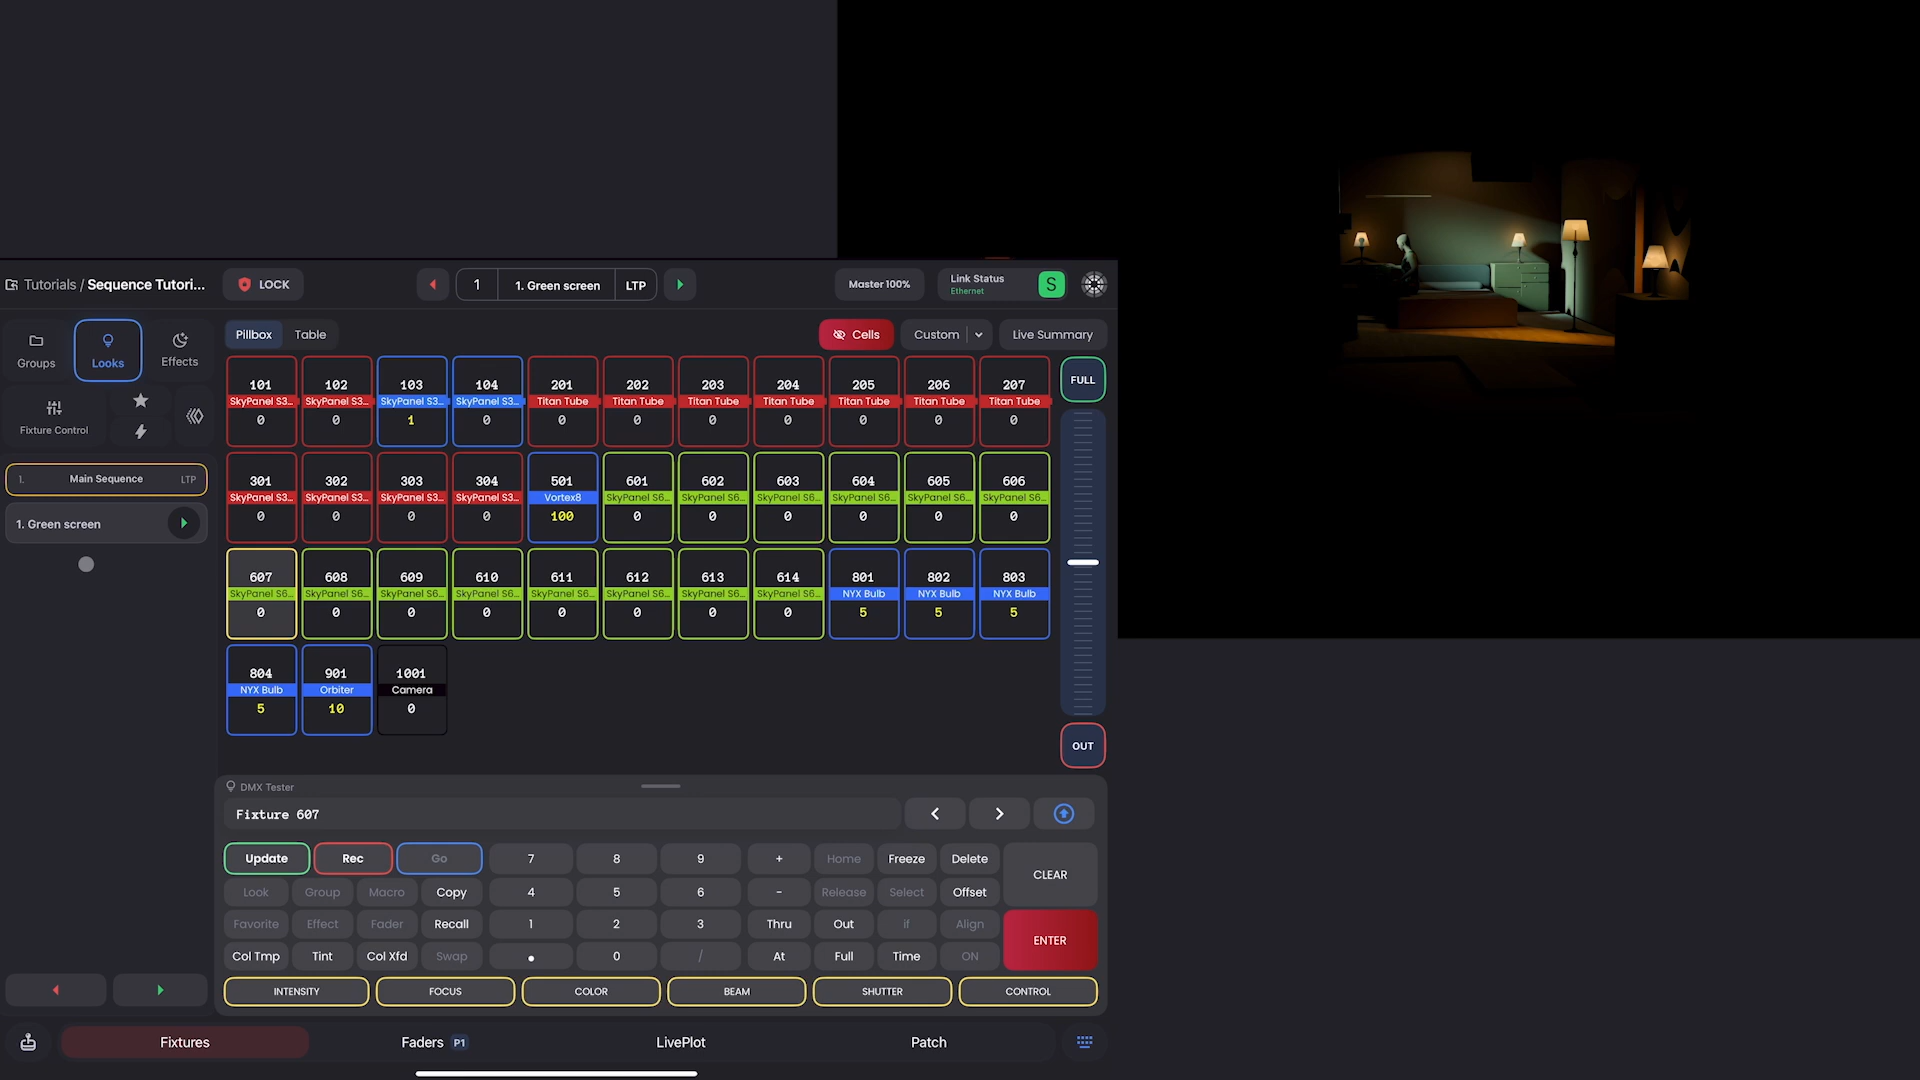 Tutorials / Sequence Tutori...
LOCK
1
1. Green screen
LTP
Master 100%
Link Status
Ethernet
S
Groups
Looks
Effects
Fixture Control
1. Main Sequence LTP
1. Green screen
Pillbox
Table
Cells
Custom
Live Summary
101 102 103 104 201 202 203 204 205 206 207
SkyPanel S3... SkyPanel S3... SkyPanel S3... SkyPanel S3... Titan Tube Titan Tube Titan Tube Titan Tube Titan Tube Titan Tube Titan Tube
0 0 1 0 0 0 0 0 0 0 0
301 302 303 304 501 601 602 603 604 605 606
SkyPanel S3... SkyPanel S3... SkyPanel S3... SkyPanel S3... Vortex8 SkyPanel S6... SkyPanel S6... SkyPanel S6... SkyPanel S6... SkyPanel S6... SkyPanel S6...
0 0 0 0 100 0 0 0 0 0 0
607 608 609 610 611 612 613 614 801 802 803
SkyPanel S6... SkyPanel S6... SkyPanel S6... SkyPanel S6... SkyPanel S6... SkyPanel S6... SkyPanel S6... SkyPanel S6... NYX Bulb NYX Bulb NYX Bulb
0 0 0 0 0 0 0 0 5 5 5
804 901 1001
NYX Bulb Orbiter Camera
5 10 0
FULL
OUT
DMX Tester
Fixture 607
Update Rec Go 7 8 9 + Home Freeze Delete CLEAR
Look Group Macro Copy 4 5 6 - Release Select Offset
Favorite Effect Fader Recall 1 2 3 Thru Out if Align ENTER
Col Tmp Tint Col Xfd Swap . 0 / At Full Time ON
INTENSITY FOCUS COLOR BEAM SHUTTER CONTROL
Fixtures
Faders P1
LivePlot
Patch